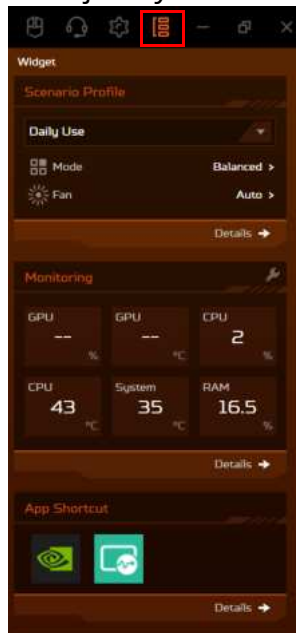 Widget
Scenario Profile
Daily Use
Mode Balanced >
Fan Auto >
Details →
Monitoring
GPU GPU CPU
-- -- 2
% °C %
CPU System RAM
43 35 16.5
°C °C %
Details →
App Shortcut
Details →